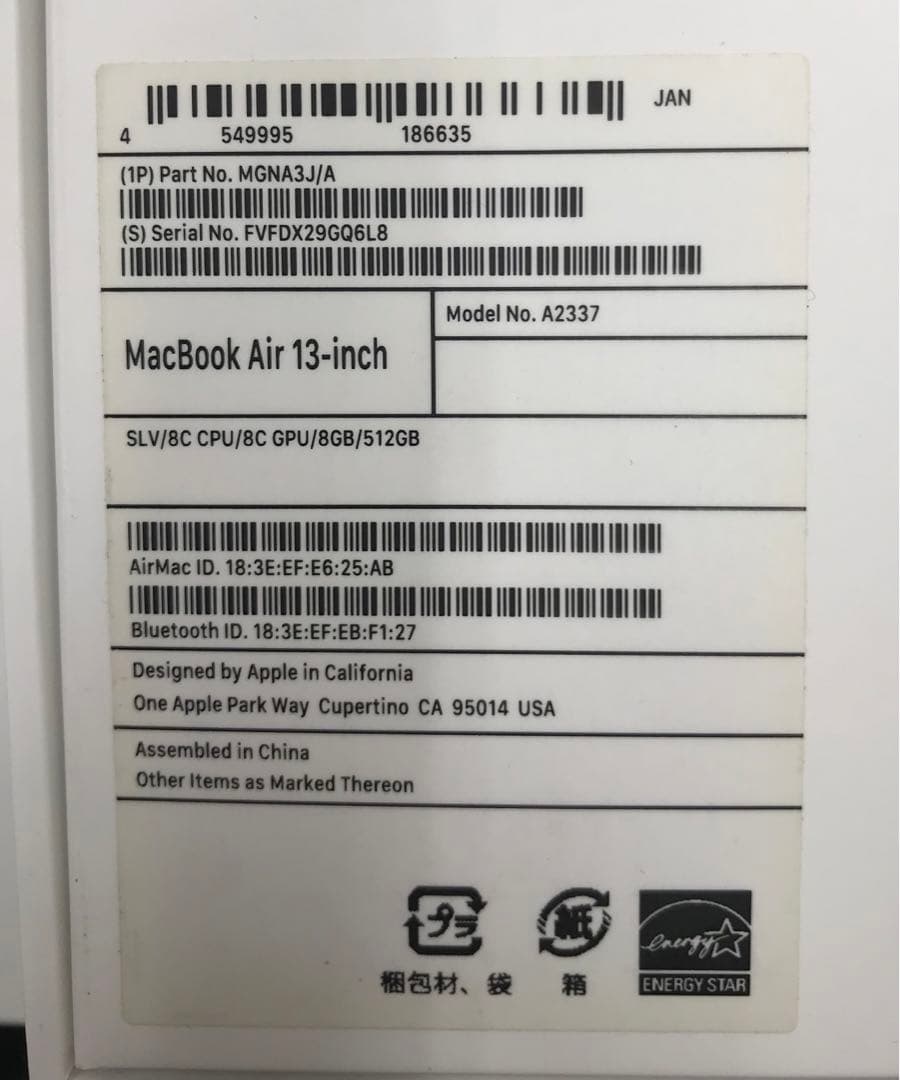 JAN
4 549995 186635
(1P) Part No. MGNA3J/A
(S) Serial No. FVFDX29GQ6L8
MacBook Air 13-inch
Model No. A2337
SLV/8C CPU/8C GPU/8GB/512GB
AirMac ID. 18:3E:EF:E6:25:AB
Bluetooth ID. 18:3E:EF:EB:F1:27
Designed by Apple in California
One Apple Park Way Cupertino CA 95014 USA
Assembled in China
Other Items as Marked Thereon
プラ
紙
energy
梱包材、袋
箱
ENERGY STAR